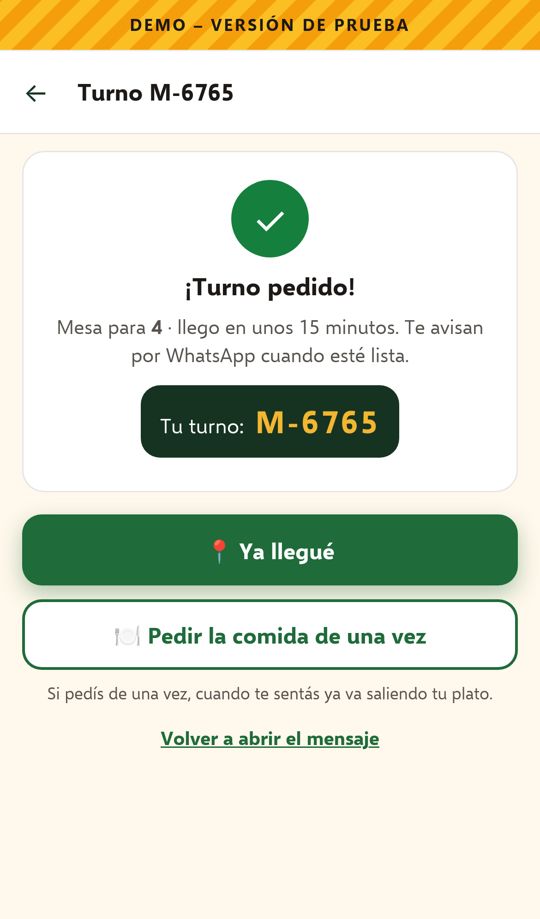 DEMO – VERSIÓN DE PRUEBA
Turno M-6765
¡Turno pedido!
Mesa para 4 · llego en unos 15 minutos. Te avisan
por WhatsApp cuando esté lista.
Tu turno: M-6765
Ya llegué
Pedir la comida de una vez
Si pedís de una vez, cuando te sentás ya va saliendo tu plato.
Volver a abrir el mensaje